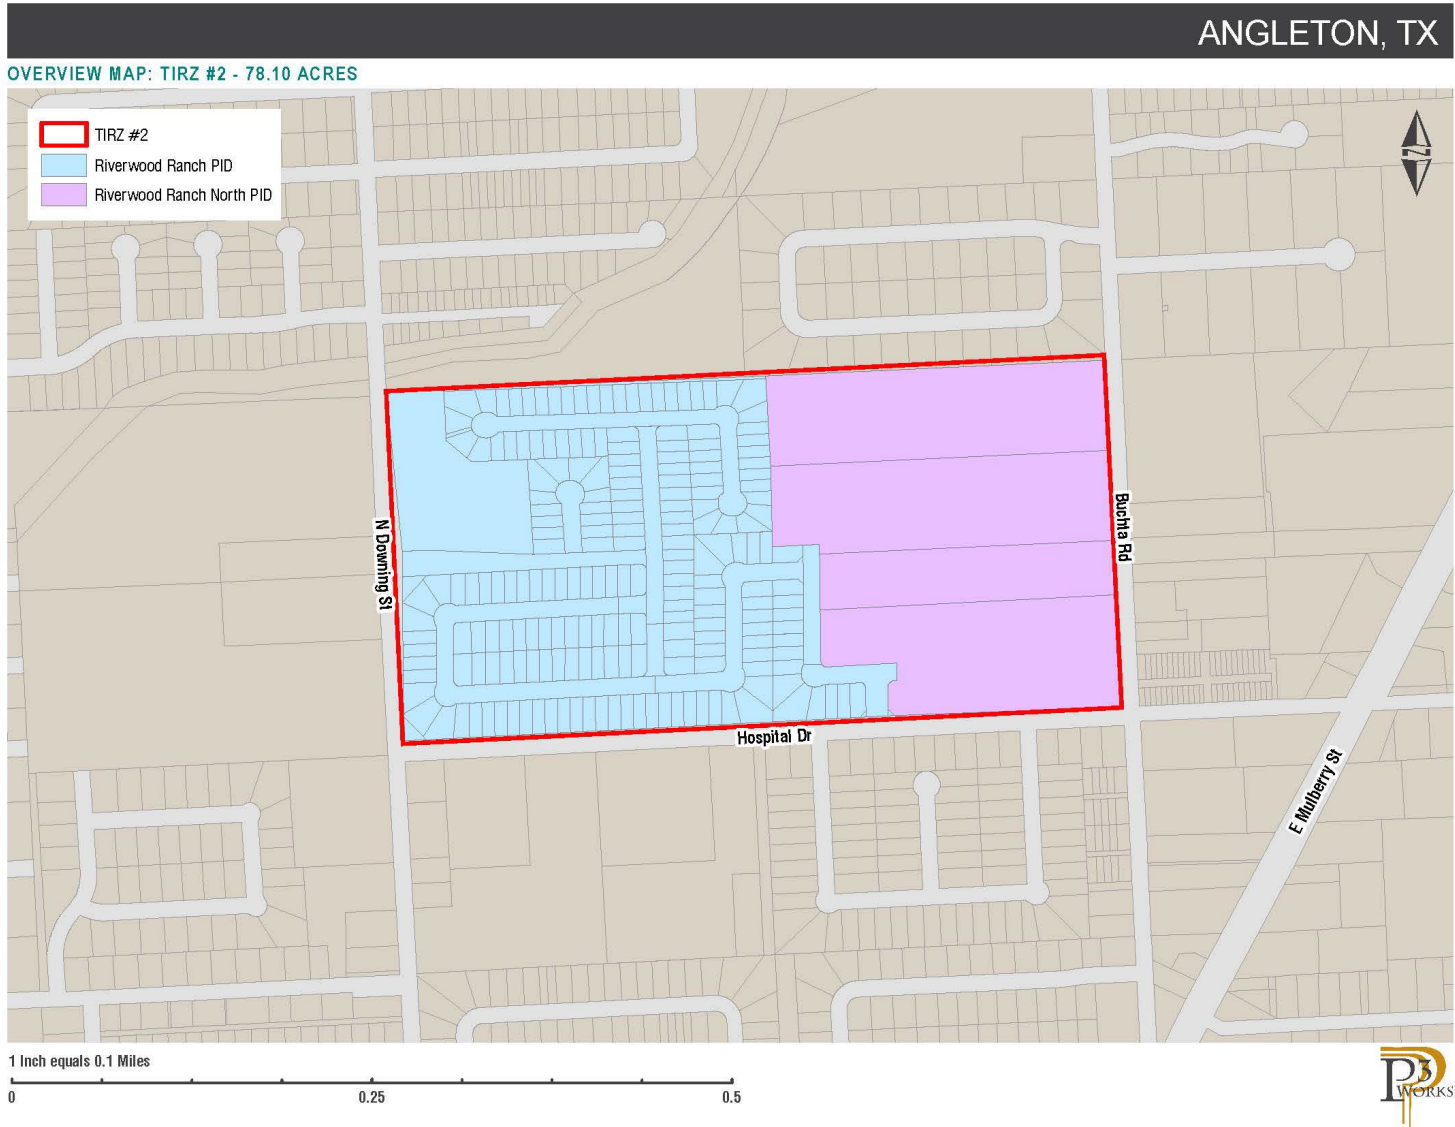 ANGLETON, TX
OVERVIEW MAP: TIRZ #2 - 78.10 ACRES
TIRZ #2
Riverwood Ranch PID
Riverwood Ranch North PID
N
N Downing St
Buchta Rd
Hospital Dr
E Mulberry St
1 Inch equals 0.1 Miles
0 0.25 0.5
P3
WORKS